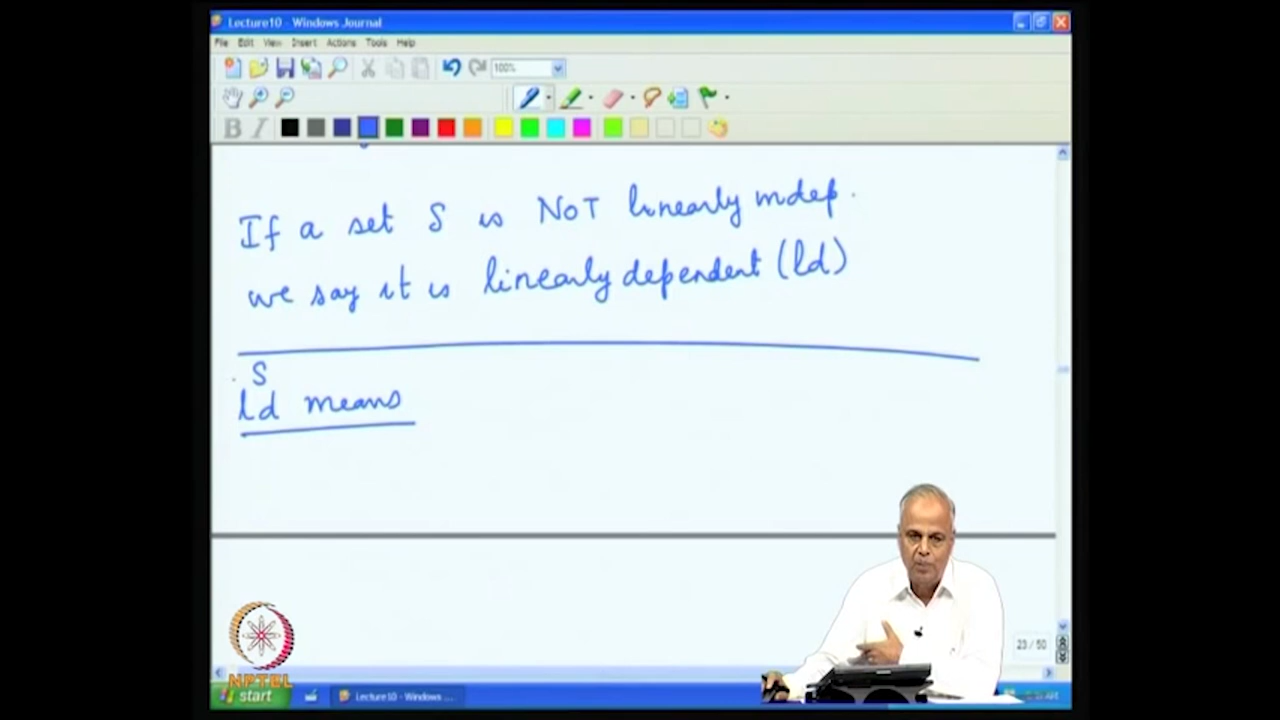 Lecture10 - Windows Journal
File Edit View Insert Actions Tools Help
100%
B I
If a set S is NOT linearly indep.
we say it is linearly dependent (ld)
S
ld means
23 / 50
NPTEL
start Lecture10 - Windows ...